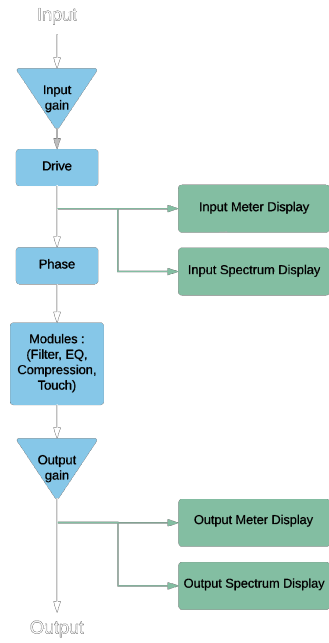 Input
Input
gain
Drive
Input Meter Display
Input Spectrum Display
Phase
Modules :
(Filter, EQ,
Compression,
Touch)
Output
gain
Output Meter Display
Output Spectrum Display
Output